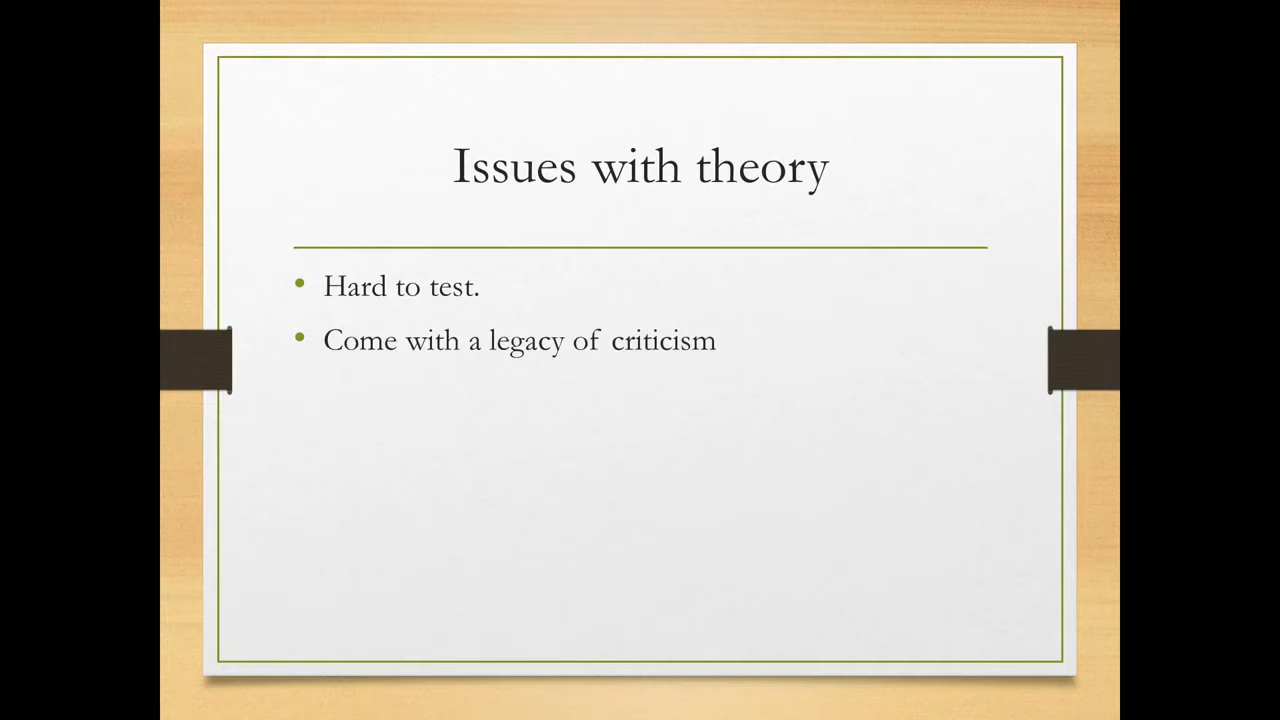 Issues with theory
Hard to test.
Come with a legacy of criticism